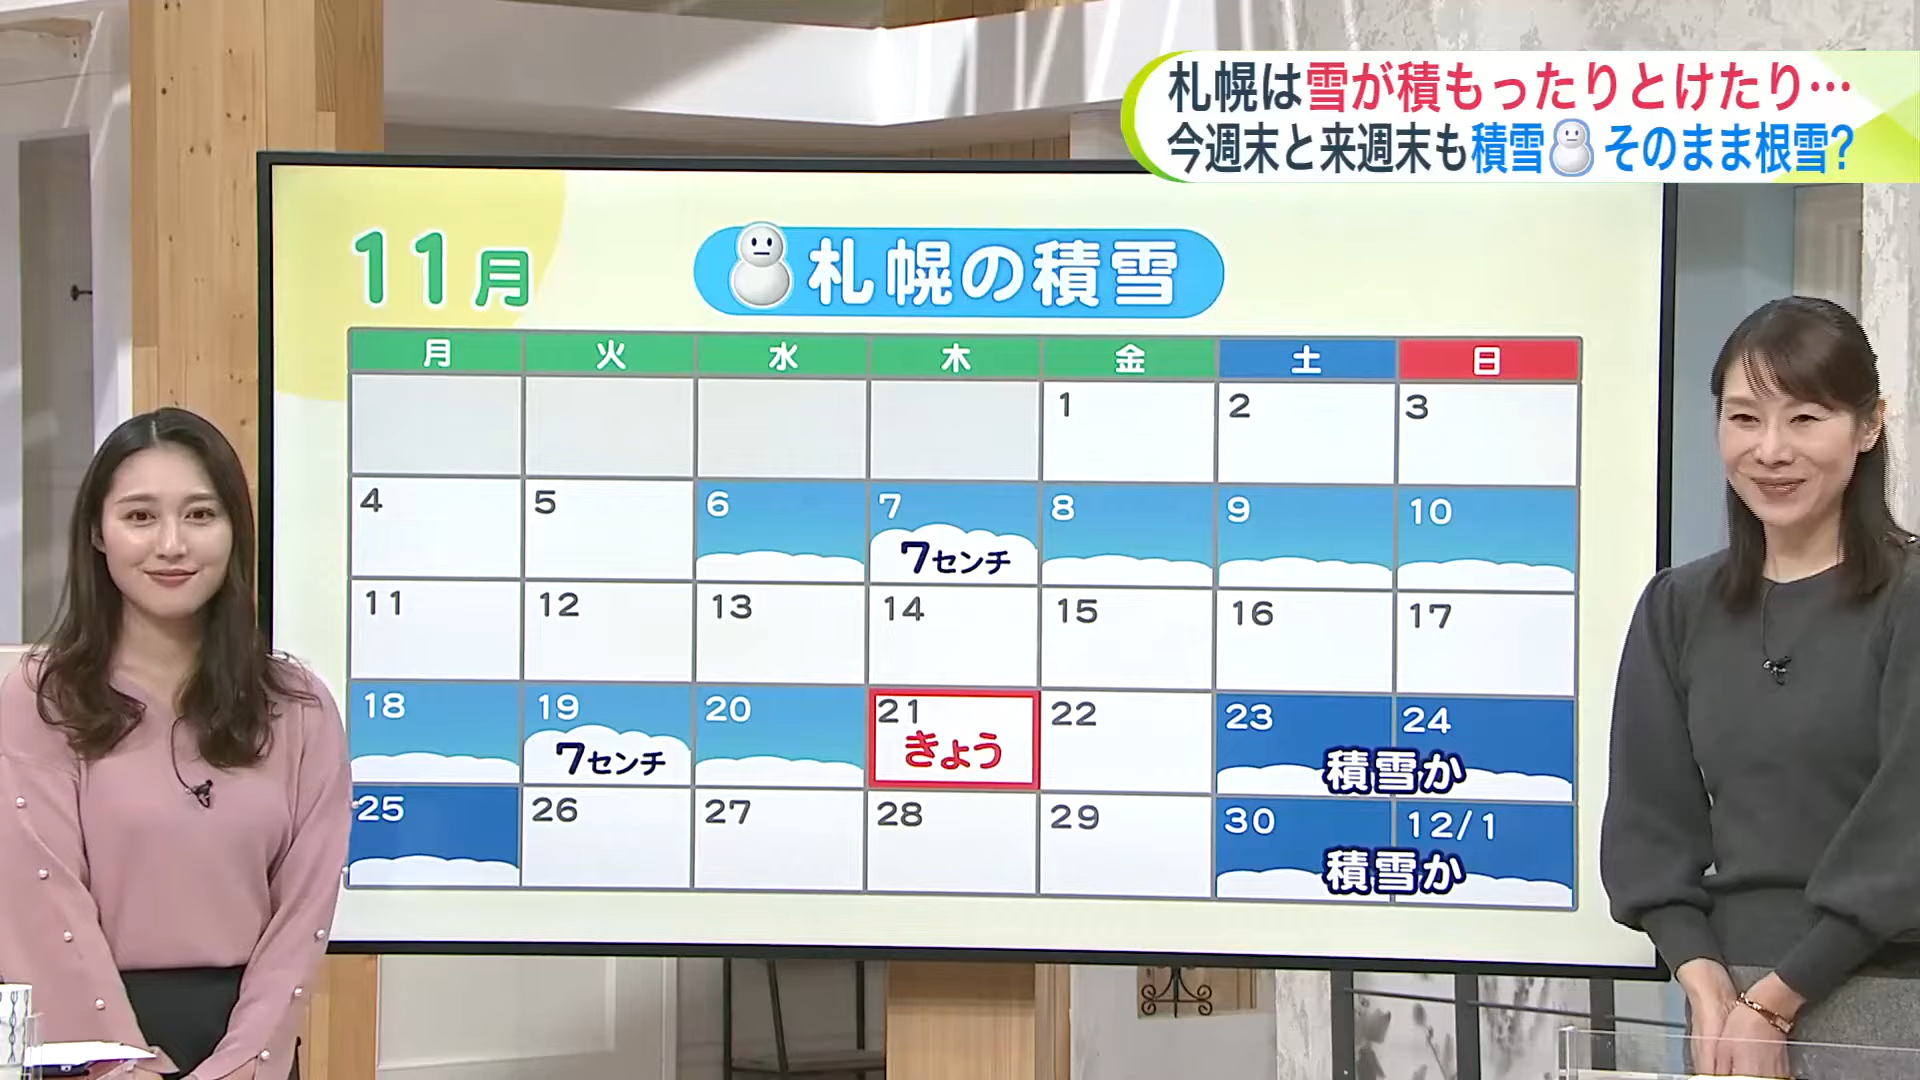 札幌は雪が積もったりとけたり…
今週末と来週末も積雪そのまま根雪?
11月
札幌の積雪
月 火 水 木 金 土 日
1 2 3
4 5 6 7 8 9 10
7センチ
11 12 13 14 15 16 17
18 19 20 21 22 23 24
7センチ きょう 積雪か
25 26 27 28 29 30 12/1
積雪か